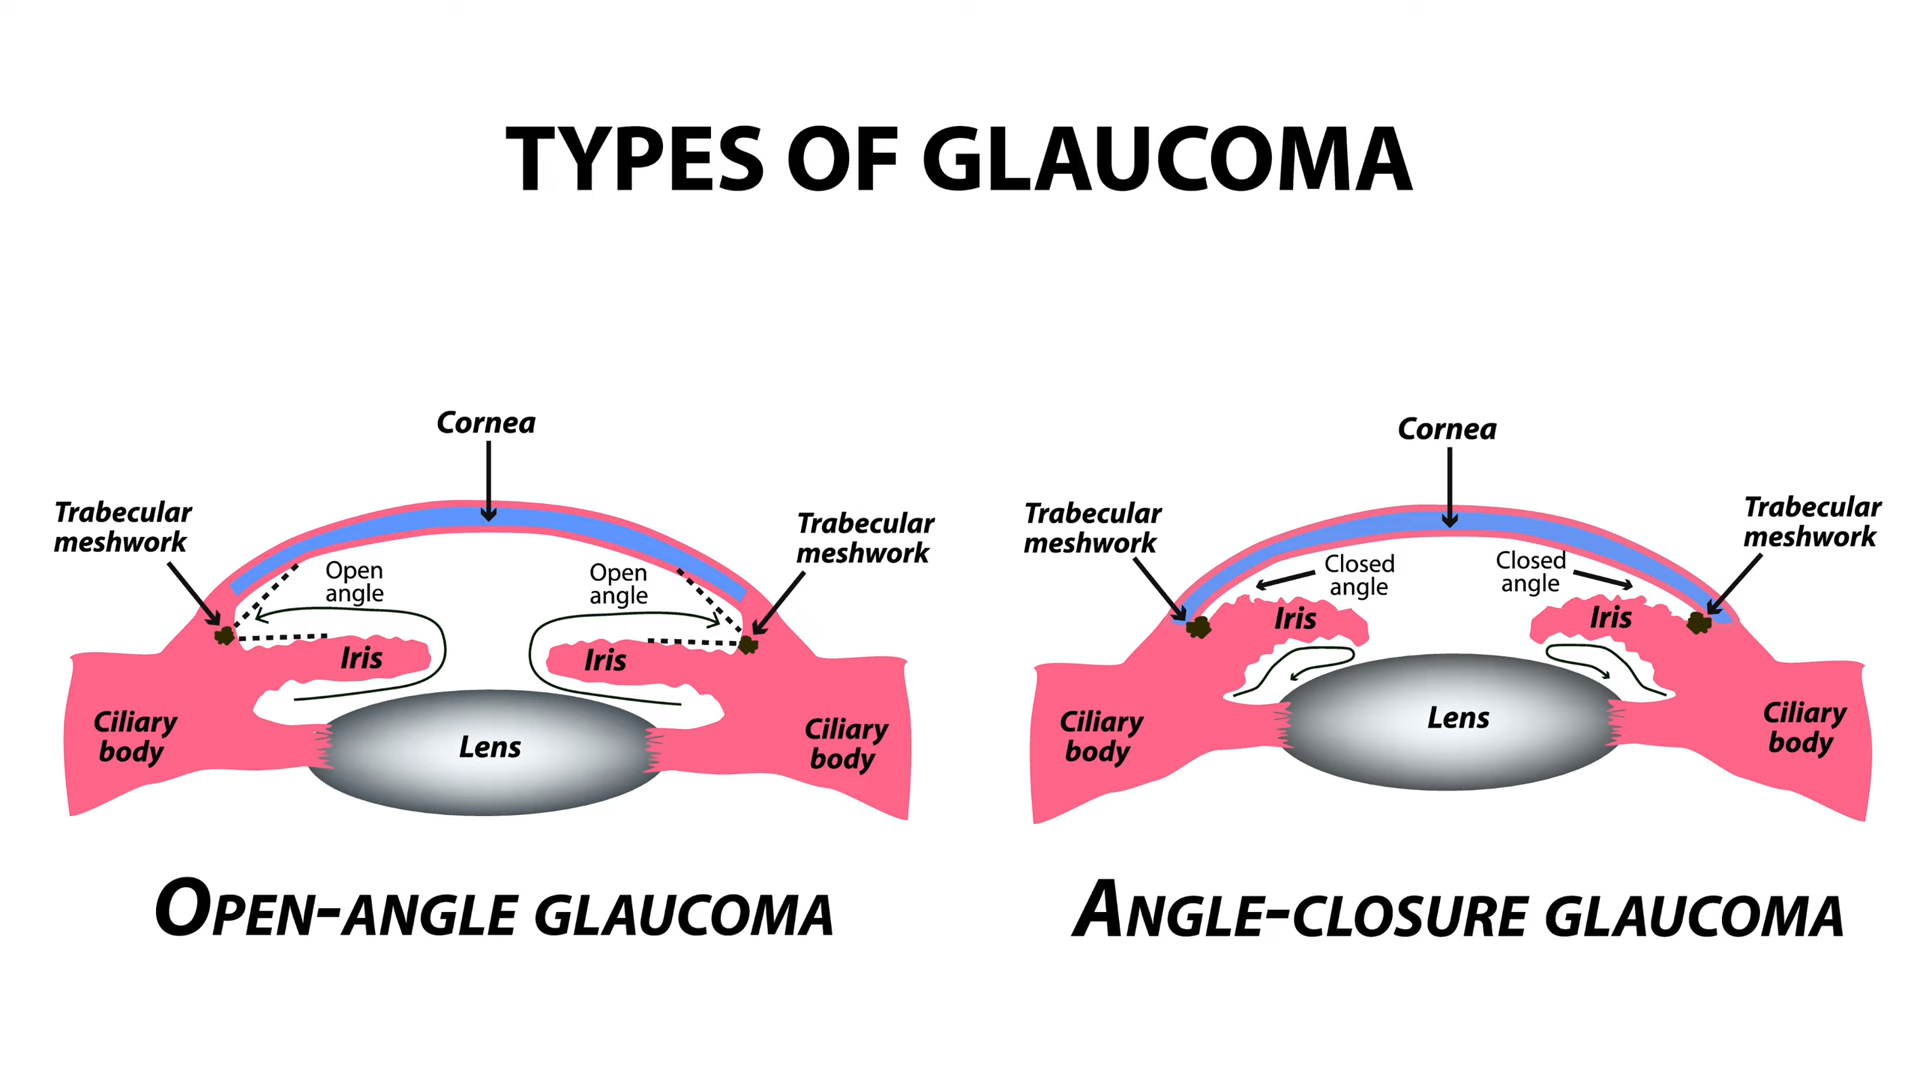 TYPES OF GLAUCOMA
Cornea
Trabecular
meshwork
Trabecular
meshwork
Open
angle
Open
angle
Iris
Iris
Ciliary
body
Lens
Ciliary
body
OPEN-ANGLE GLAUCOMA
Cornea
Trabecular
meshwork
Trabecular
meshwork
Closed
angle
Closed
angle
Iris
Iris
Ciliary
body
Lens
Ciliary
body
ANGLE-CLOSURE GLAUCOMA